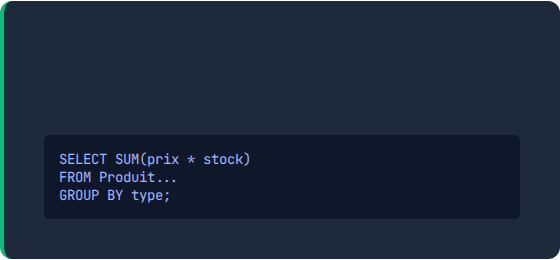 SELECT SUM(prix * stock)
FROM Produit...
GROUP BY type;